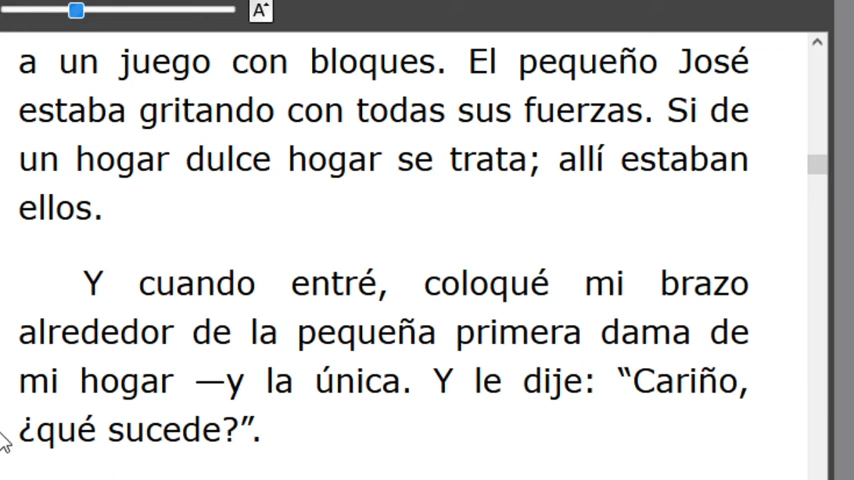 A
a un juego con bloques. El pequeño José
estaba gritando con todas sus fuerzas. Si de
un hogar dulce hogar se trata; allí estaban
ellos.
Y cuando entré, coloqué mi brazo
alrededor de la pequeña primera dama de
mi hogar —y la única. Y le dije: “Cariño,
¿qué sucede?”.